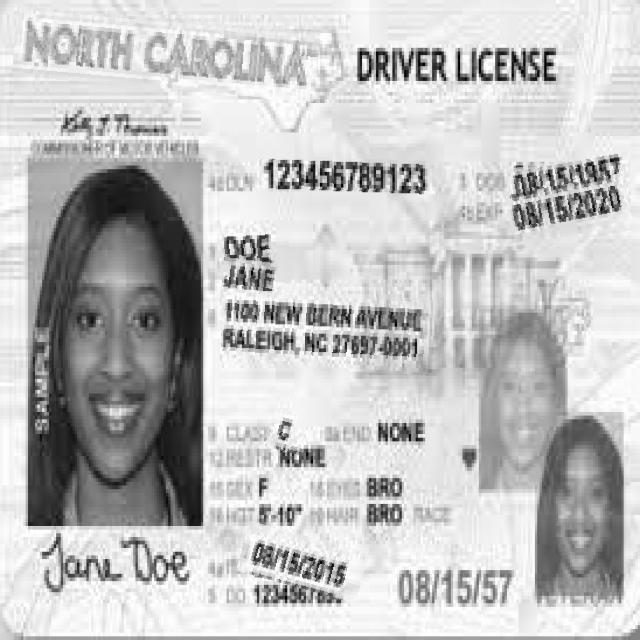 NORTH CAROLINA DRIVER LICENSE
COMMISSIONER OF MOTOR VEHICLES
4d DLN 123456789123
3 DOB 08/15/1957
4b EXP 08/15/2020
1 DOE
2 JANE
8 1100 NEW BERN AVENUE
RALEIGH, NC 27697-0001
SAMPLE
9 CLASS C 9a END NONE
12 RESTR NONE
15 SEX F 18 EYES BRO
16 HGT 5'-10" 19 HAIR BRO RACE
Jane Doe
4a ISS 08/15/2015
5 DD
08/15/57
VETERAN